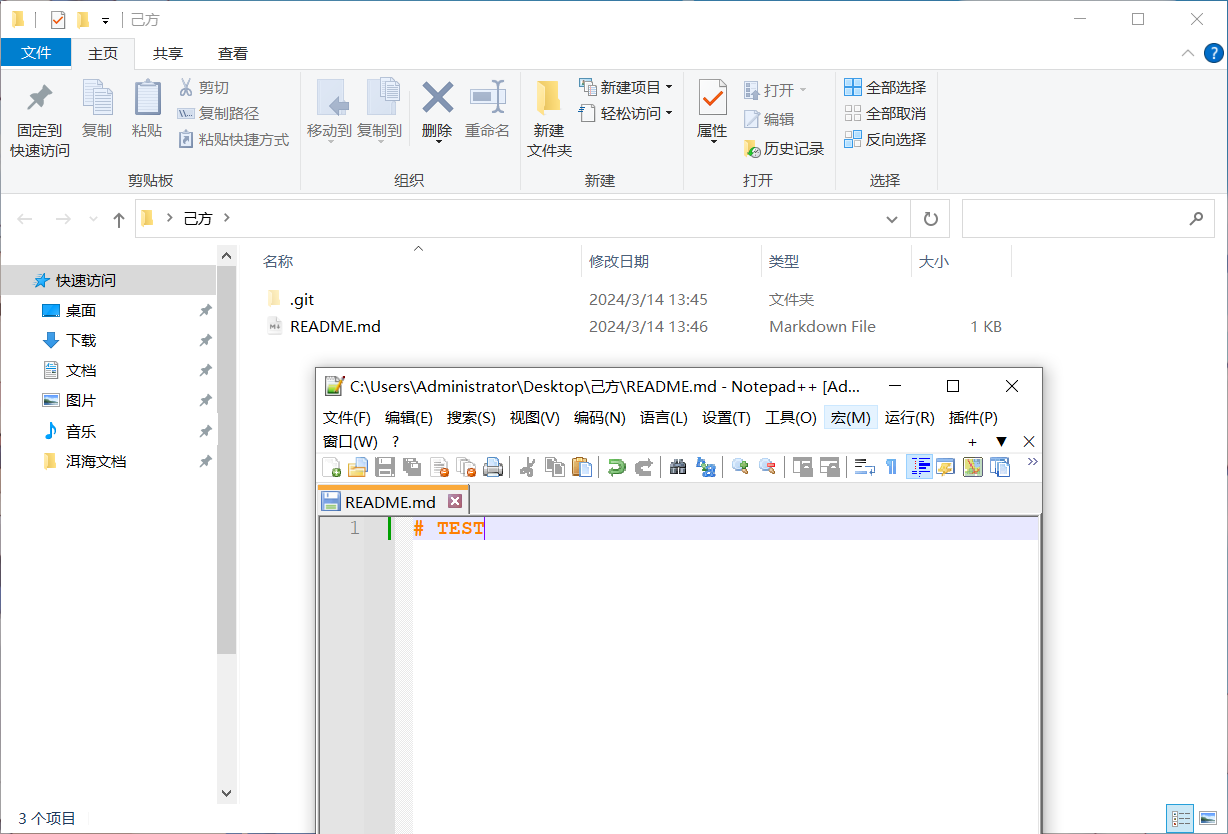 己方
文件 主页 共享 查看
固定到
快速访问
复制
粘贴
剪切
复制路径
粘贴快捷方式
剪贴板
移动到
复制到
删除
重命名
组织
新建
文件夹
新建项目
轻松访问
新建
属性
打开
编辑
历史记录
打开
全部选择
全部取消
反向选择
选择
己方
快速访问
桌面
下载
文档
图片
音乐
洱海文档
名称 修改日期 类型 大小
.git 2024/3/14 13:45 文件夹
README.md 2024/3/14 13:46 Markdown File 1 KB
C:\Users\Administrator\Desktop\己方\README.md - Notepad++ [Ad...
文件(F) 编辑(E) 搜索(S) 视图(V) 编码(N) 语言(L) 设置(T) 工具(O) 宏(M) 运行(R) 插件(P)
窗口(W) ?
README.md
1 # TEST
3 个项目